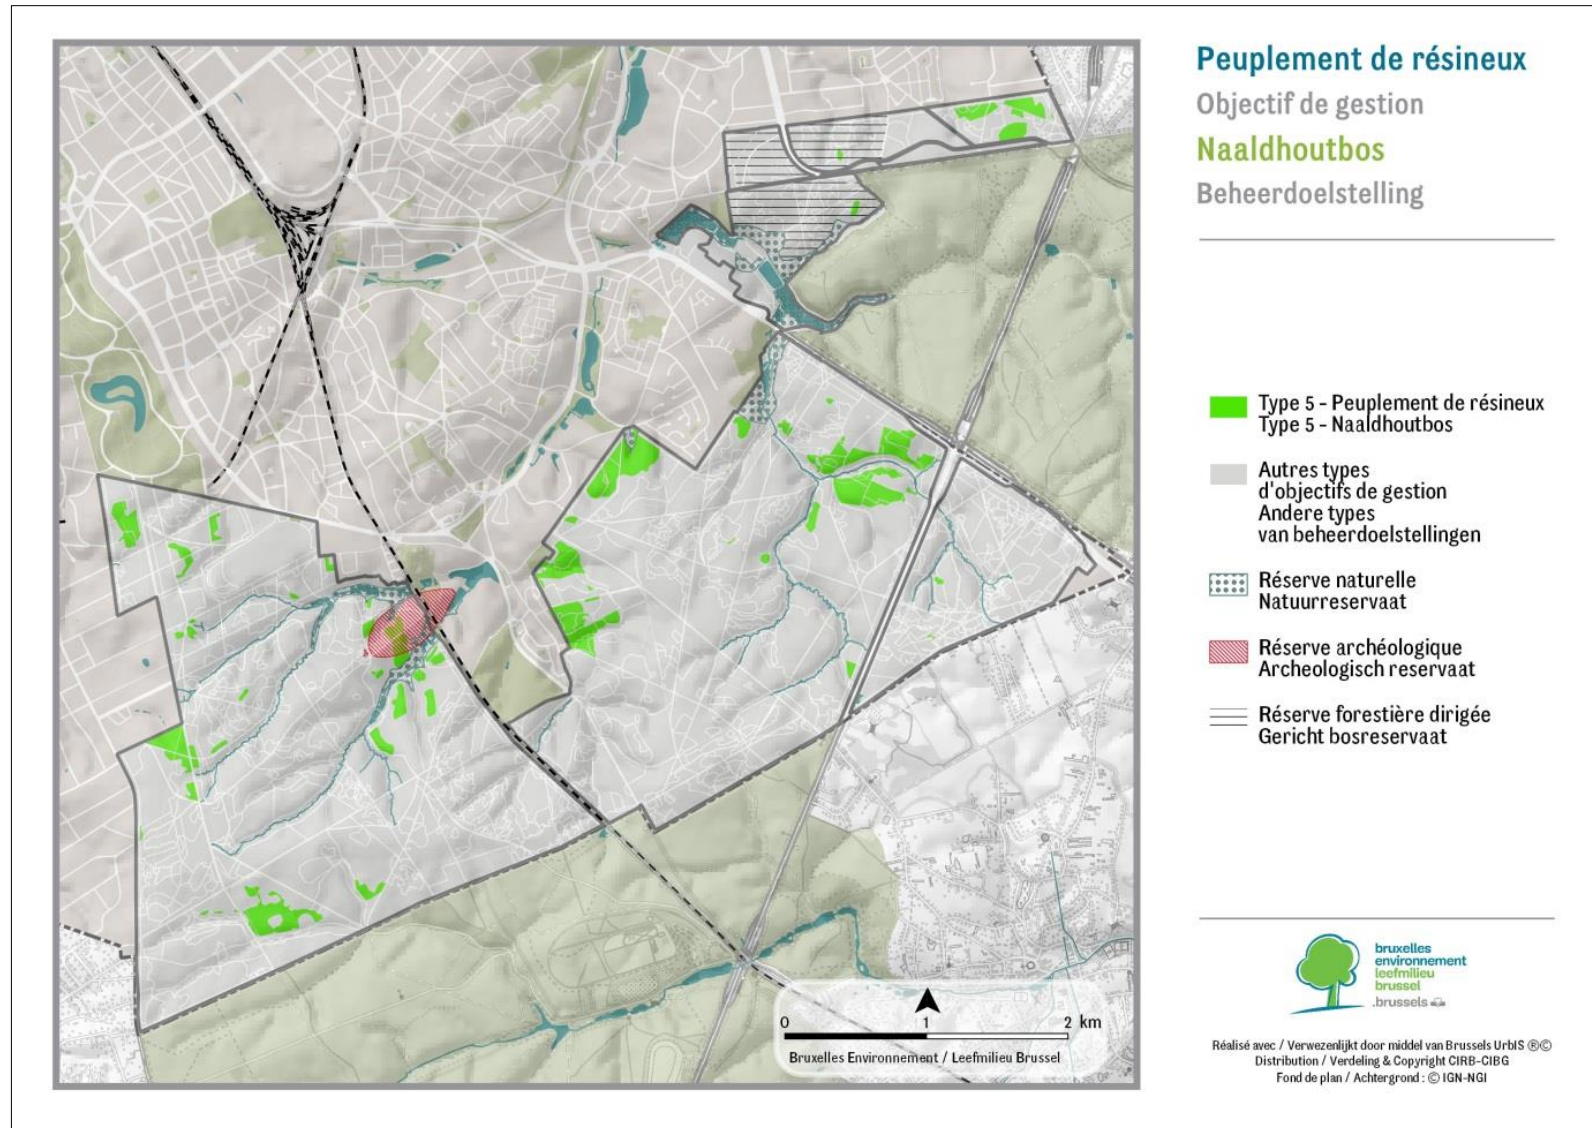 Peuplement de résineux
Objectif de gestion
Naaldhoutbos
Beheerdoelstelling
Type 5 - Peuplement de résineux
Type 5 - Naaldhoutbos
Autres types
d'objectifs de gestion
Andere types
van beheerdoelstellingen
Réserve naturelle
Natuurreservaat
Réserve archéologique
Archeologisch reservaat
Réserve forestière dirigée
Gericht bosreservaat
0 1 2 km
Bruxelles Environnement / Leefmilieu Brussel
bruxelles
environnement
leefmilieu
brussel
.brussels
Réalisé avec / Verwezenlijkt door middel van Brussels UrbIS ®©
Distribution / Verdeling & Copyright CIRB-CIBG
Fond de plan / Achtergrond : © IGN-NGI